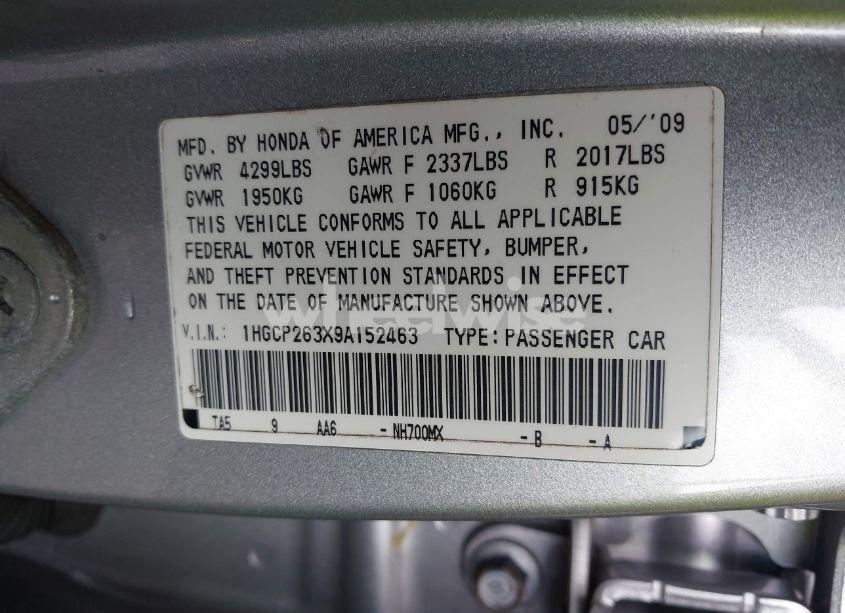 MFD. BY HONDA OF AMERICA MFG., INC. 05/'09
GVWR 4299LBS GAWR F 2337LBS R 2017LBS
GVWR 1950KG GAWR F 1060KG R 915KG
THIS VEHICLE CONFORMS TO ALL APPLICABLE
FEDERAL MOTOR VEHICLE SAFETY, BUMPER,
AND THEFT PREVENTION STANDARDS IN EFFECT
ON THE DATE OF MANUFACTURE SHOWN ABOVE.
wheelwise
V.I.N.: 1HGCP263X9A152463 TYPE: PASSENGER CAR
TA5 9 AA6 - NH700MX - B - A